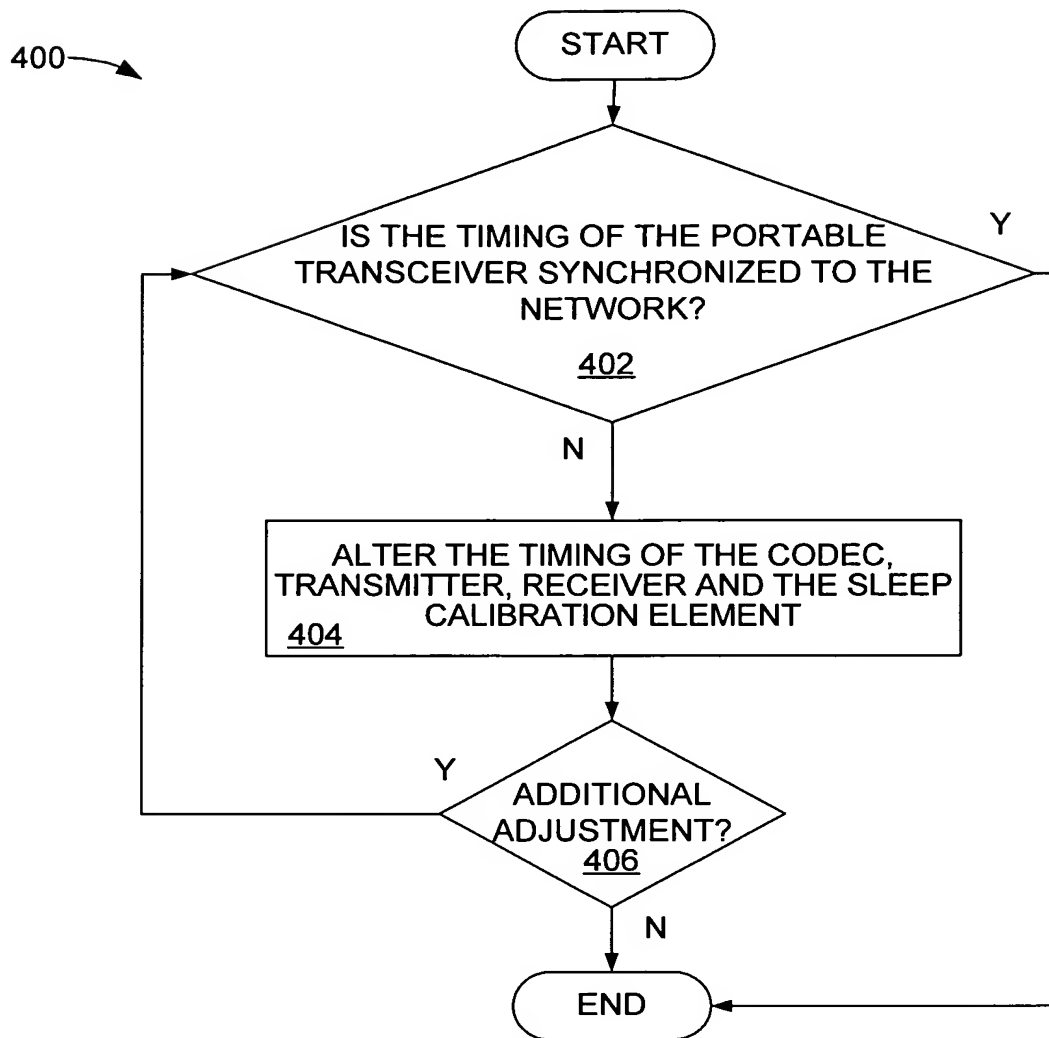 START
400
IS THE TIMING OF THE PORTABLE
TRANSCEIVER SYNCHRONIZED TO THE
NETWORK?
402
Y
N
ALTER THE TIMING OF THE CODEC,
TRANSMITTER, RECEIVER AND THE SLEEP
CALIBRATION ELEMENT
404
Y
ADDITIONAL
ADJUSTMENT?
406
N
END